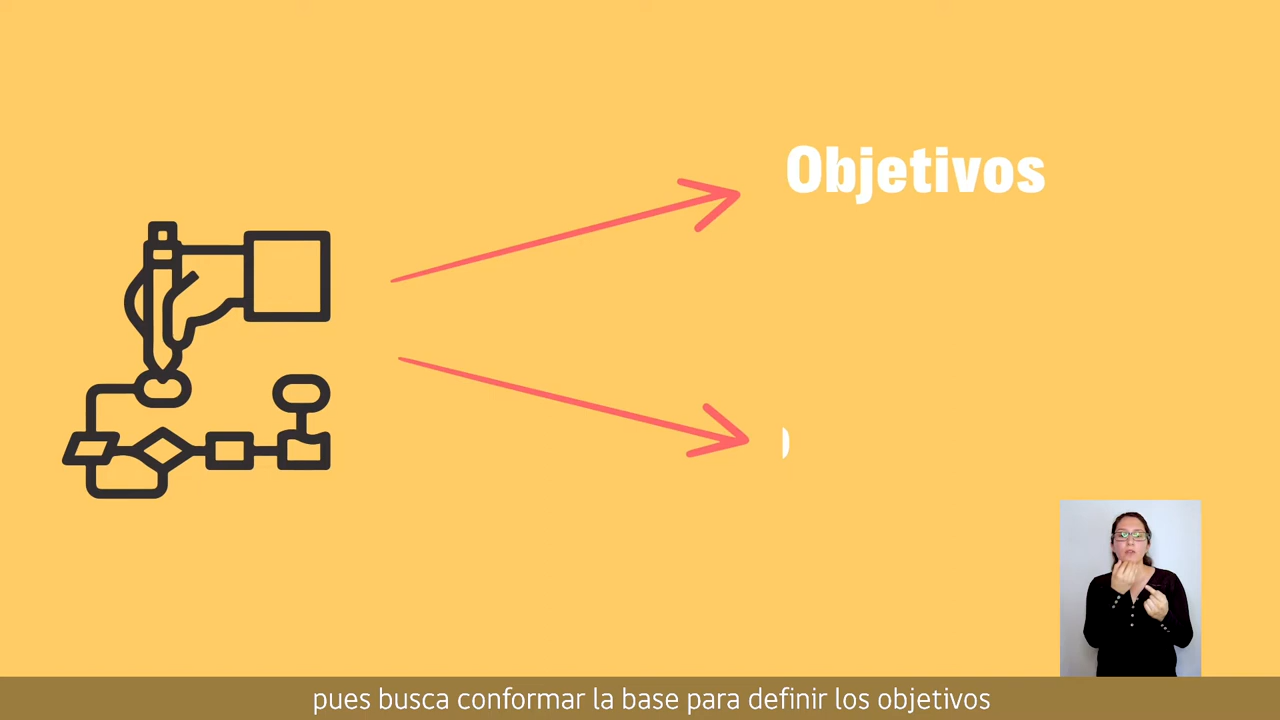 Objetivos
pues busca conformar la base para definir los objetivos